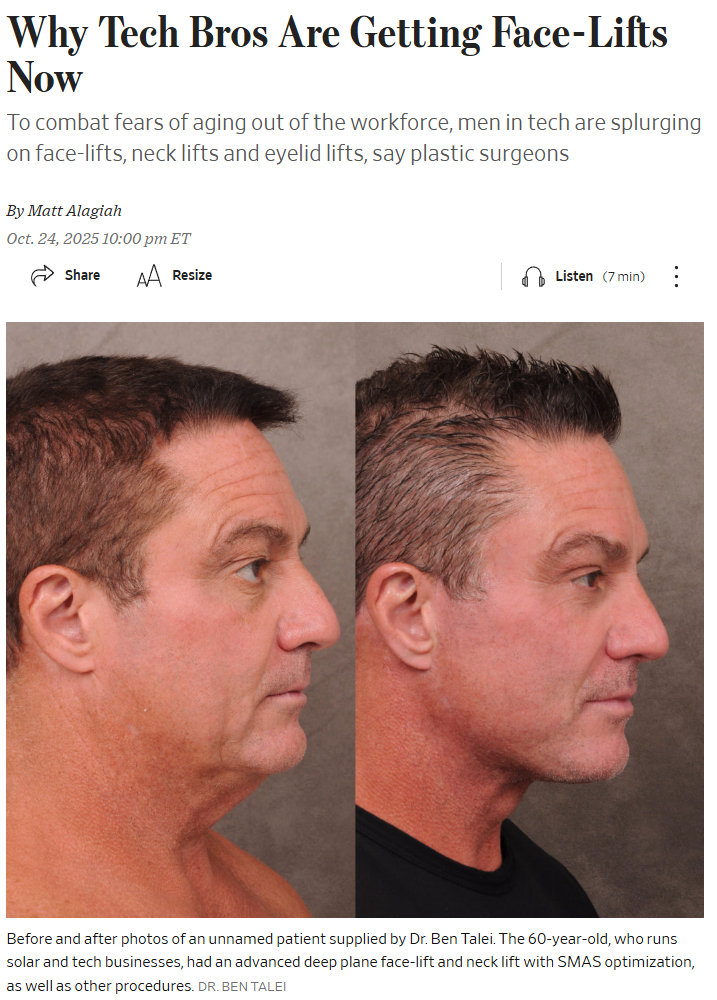 Why Tech Bros Are Getting Face-Lifts
Now
To combat fears of aging out of the workforce, men in tech are splurging
on face-lifts, neck lifts and eyelid lifts, say plastic surgeons
By Matt Alagiah
Oct. 24, 2025 10:00 pm ET
Share AA Resize Listen (7 min)
Before and after photos of an unnamed patient supplied by Dr. Ben Talei. The 60-year-old, who runs
solar and tech businesses, had an advanced deep plane face-lift and neck lift with SMAS optimization,
as well as other procedures. DR. BEN TALEI